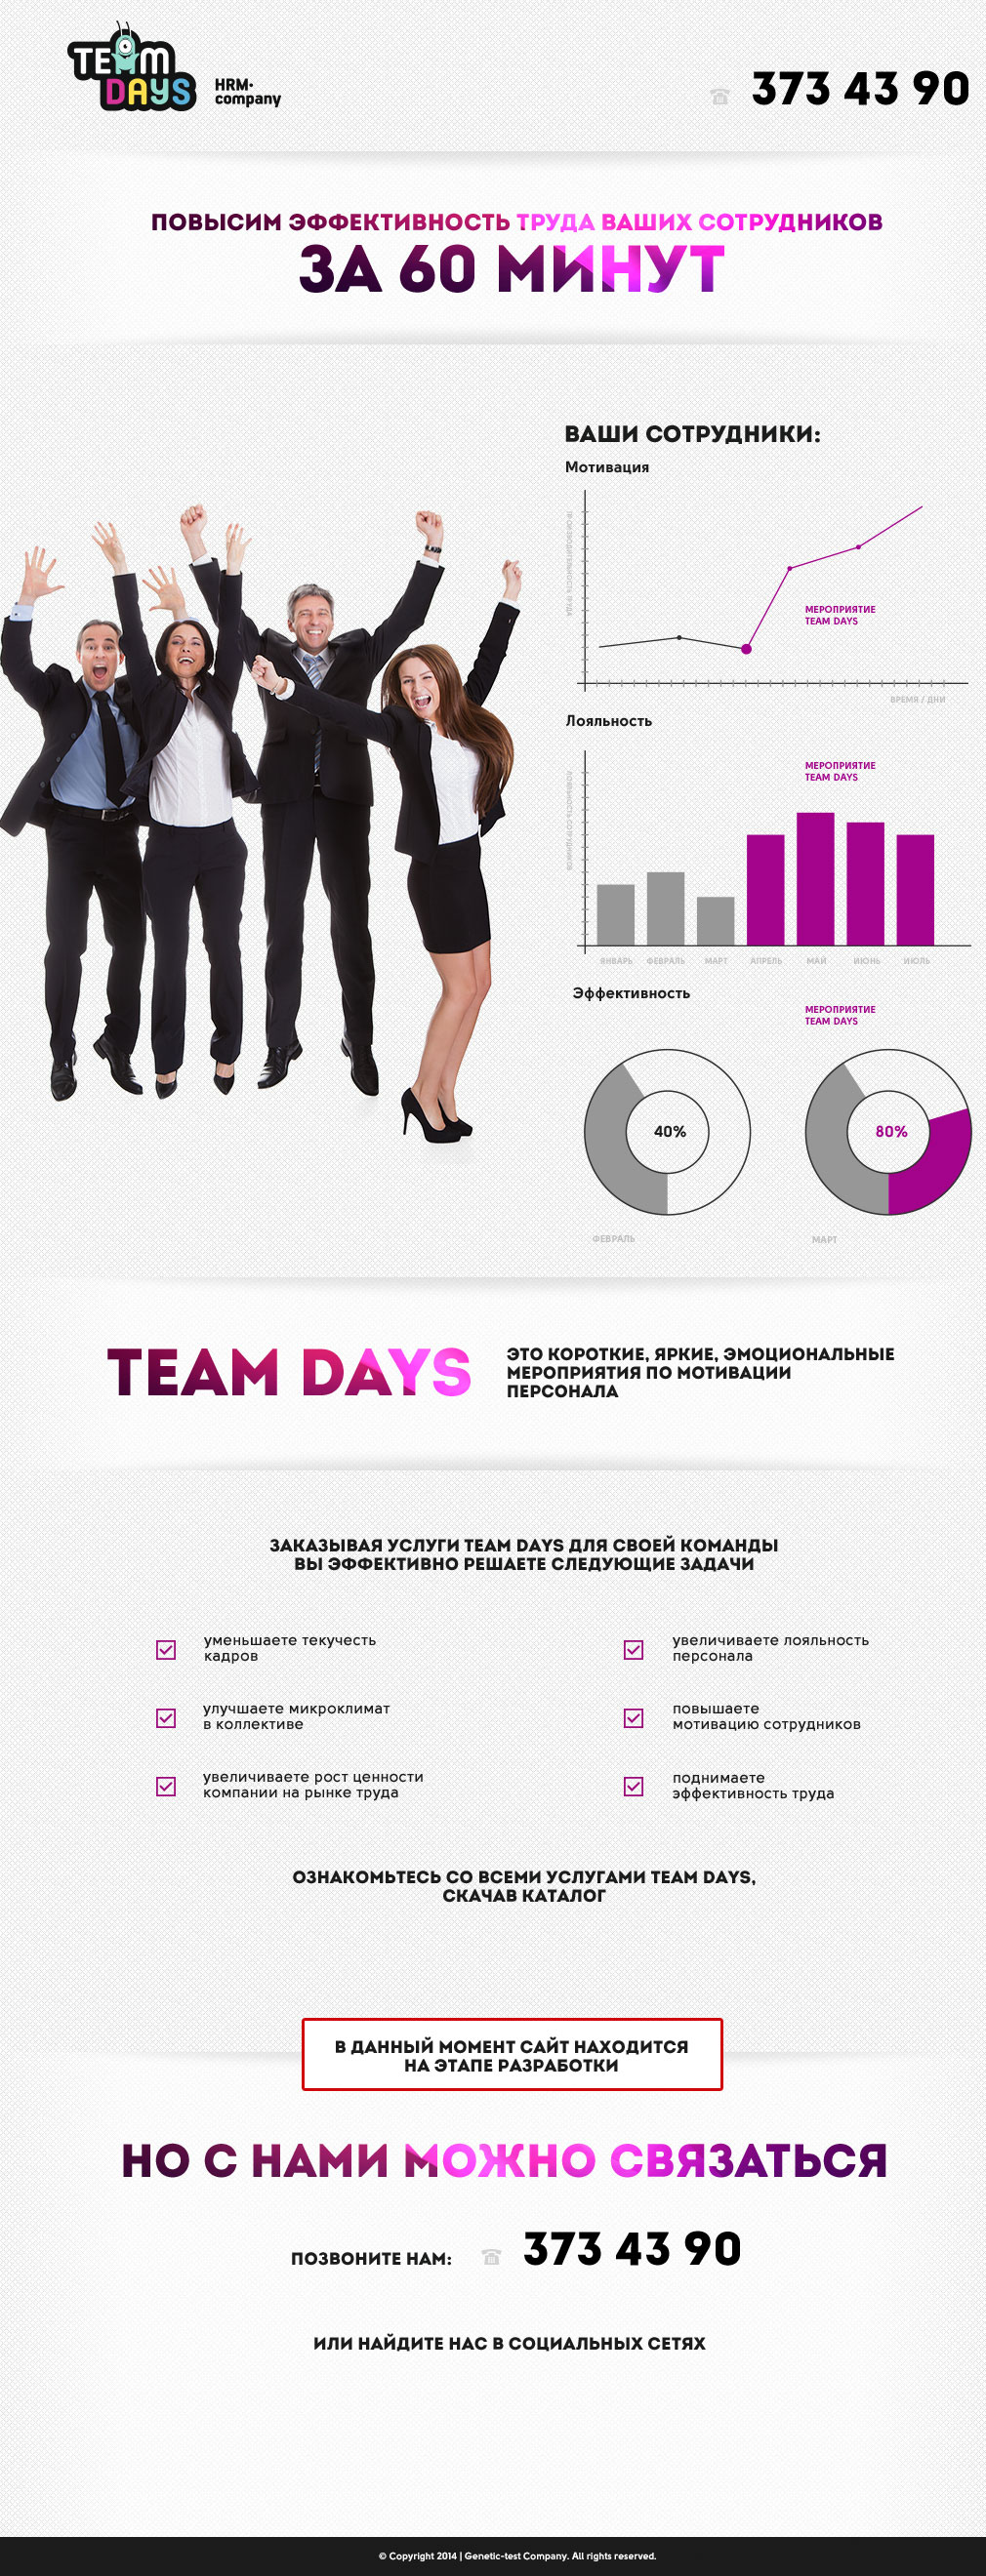 TEAM
DAYS
HRM·
company
373 43 90
ПОВЫСИМ ЭФФЕКТИВНОСТЬ ТРУДА ВАШИХ СОТРУДНИКОВ
ЗА 60 МИНУТ
ВАШИ СОТРУДНИКИ:
Мотивация
ПРОИЗВОДИТЕЛЬНОСТЬ ТРУДА
МЕРОПРИЯТИЕ
TEAM DAYS
ВРЕМЯ / ДНИ
Лояльность
ЛОЯЛЬНОСТЬ СОТРУДНИКОВ
МЕРОПРИЯТИЕ
TEAM DAYS
ЯНВАРЬ ФЕВРАЛЬ МАРТ АПРЕЛЬ МАЙ ИЮНЬ ИЮЛЬ
Эффективность
МЕРОПРИЯТИЕ
TEAM DAYS
40% 80%
ФЕВРАЛЬ МАРТ
TEAM DAYS
ЭТО КОРОТКИЕ, ЯРКИЕ, ЭМОЦИОНАЛЬНЫЕ
МЕРОПРИЯТИЯ ПО МОТИВАЦИИ
ПЕРСОНАЛА
ЗАКАЗЫВАЯ УСЛУГИ TEAM DAYS ДЛЯ СВОЕЙ КОМАНДЫ
ВЫ ЭФФЕКТИВНО РЕШАЕТЕ СЛЕДУЮЩИЕ ЗАДАЧИ
уменьшаете текучесть
кадров
увеличиваете лояльность
персонала
улучшаете микроклимат
в коллективе
повышаете
мотивацию сотрудников
увеличиваете рост ценности
компании на рынке труда
поднимаете
эффективность труда
ОЗНАКОМЬТЕСЬ СО ВСЕМИ УСЛУГАМИ TEAM DAYS,
СКАЧАВ КАТАЛОГ
В ДАННЫЙ МОМЕНТ САЙТ НАХОДИТСЯ
НА ЭТАПЕ РАЗРАБОТКИ
НО С НАМИ МОЖНО СВЯЗАТЬСЯ
ПОЗВОНИТЕ НАМ: 373 43 90
ИЛИ НАЙДИТЕ НАС В СОЦИАЛЬНЫХ СЕТЯХ
© Copyright 2014 | Genetic-test Company. All rights reserved.